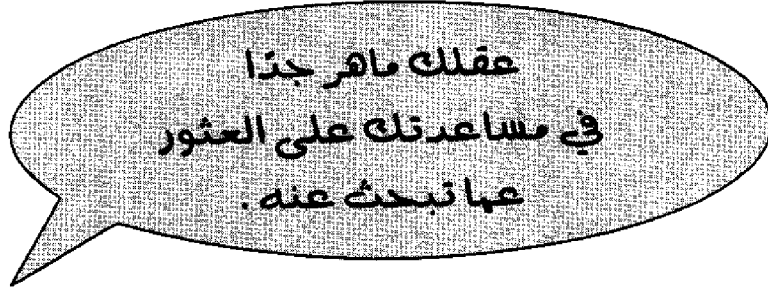 عقلك ماهر جدًا
في مساعدتك على العثور
عما تبحث عنه .